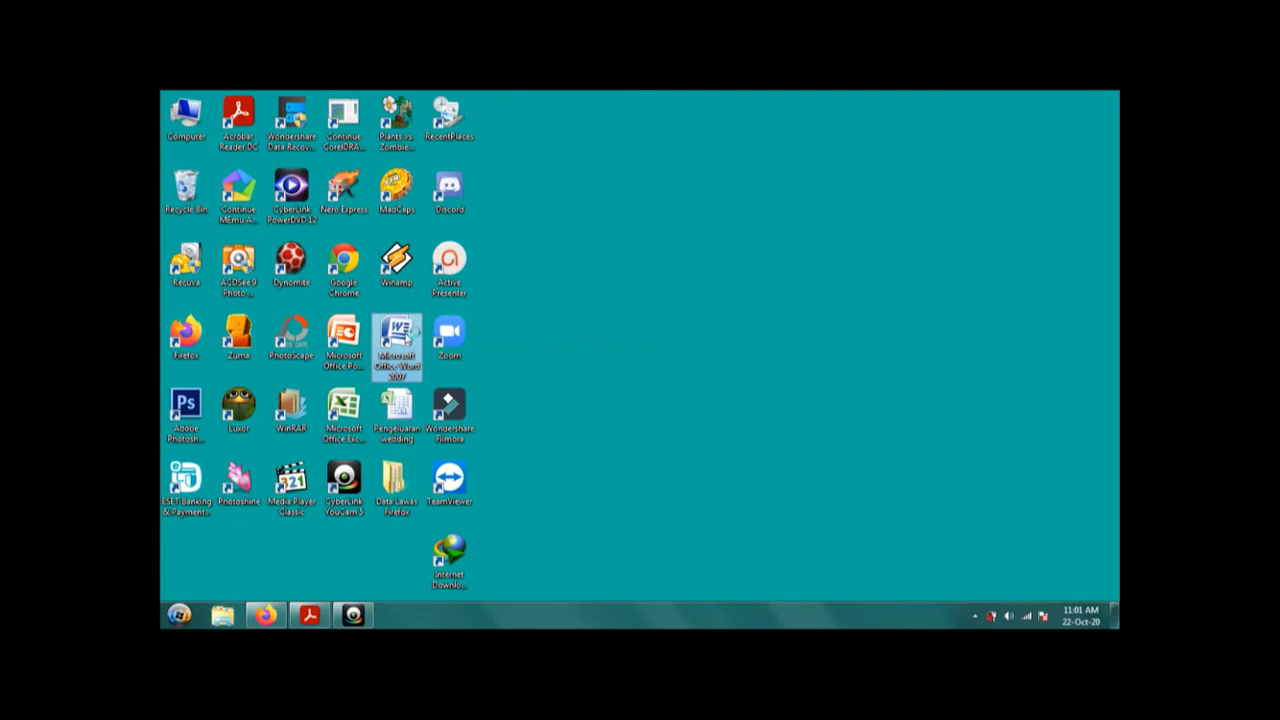 Computer
Acrobat
Reader DC
Wondershare
Data Recov...
Continue
CorelDRA...
Plants vs.
Zombie...
RecentPlaces
Recycle Bin
Continue
MEmu A...
CyberLink
PowerDVD 12
Nero Express
MadCaps
Discord
Recuva
ACDSee 9
Photo ...
Dynomite
Google
Chrome
Winamp
Active
Presenter
Firefox
Zuma
PhotoScape
Microsoft
Office Po...
Microsoft
Office Word
2007
Zoom
Ps
Adobe
Photosh...
Luxor
WinRAR
Microsoft
Office Exc...
Pengeluaran
wedding
Wondershare
Filmora
ESET Banking
& Payment...
Photoshine
321
Media Player
Classic
CyberLink
YouCam 5
Data Lawas
Firefox
TeamViewer
Internet
Downlo...
11:01 AM
22-Oct-20